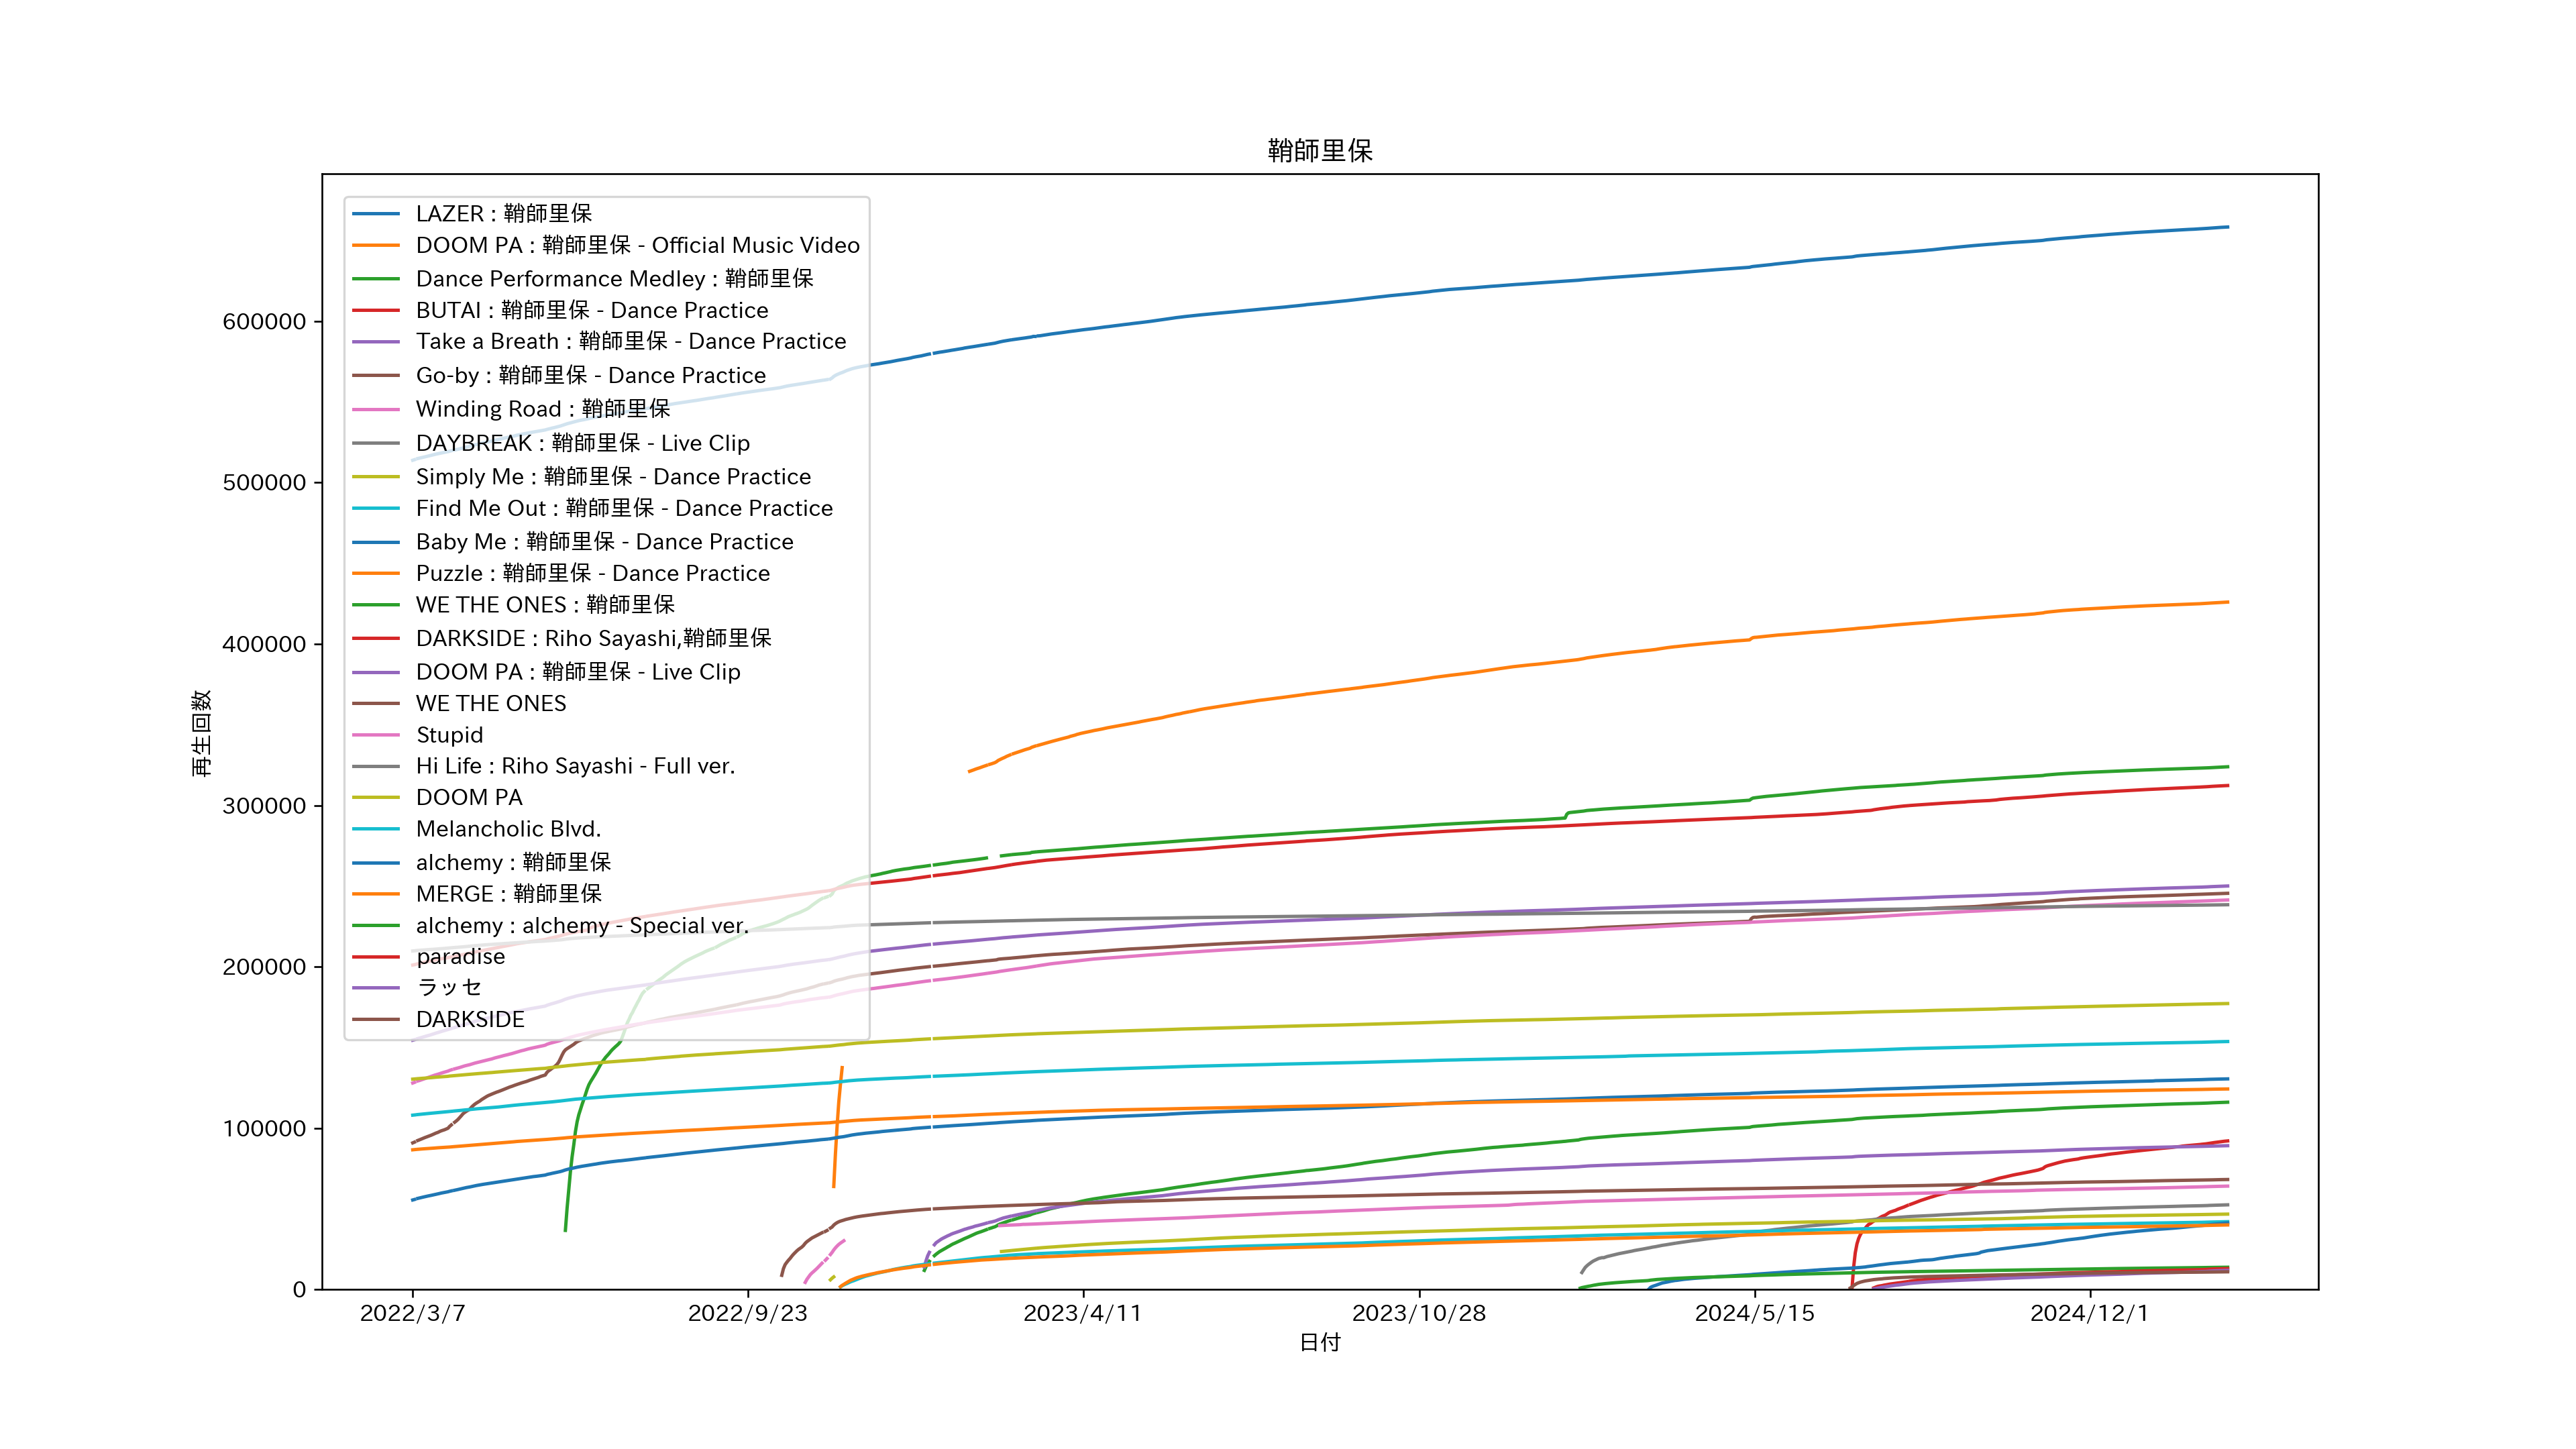 鞘師里保
LAZER : 鞘師里保
DOOM PA : 鞘師里保 - Official Music Video
Dance Performance Medley : 鞘師里保
BUTAI : 鞘師里保 - Dance Practice
Take a Breath : 鞘師里保 - Dance Practice
Go-by : 鞘師里保 - Dance Practice
Winding Road : 鞘師里保
DAYBREAK : 鞘師里保 - Live Clip
Simply Me : 鞘師里保 - Dance Practice
Find Me Out : 鞘師里保 - Dance Practice
Baby Me : 鞘師里保 - Dance Practice
Puzzle : 鞘師里保 - Dance Practice
WE THE ONES : 鞘師里保
DARKSIDE : Riho Sayashi,鞘師里保
DOOM PA : 鞘師里保 - Live Clip
WE THE ONES
Stupid
Hi Life : Riho Sayashi - Full ver.
DOOM PA
Melancholic Blvd.
alchemy : 鞘師里保
MERGE : 鞘師里保
alchemy : alchemy - Special ver.
paradise
ラッセ
DARKSIDE
再生回数
600000
500000
400000
300000
200000
100000
0
2022/3/7
2022/9/23
2023/4/11
2023/10/28
2024/5/15
2024/12/1
日付